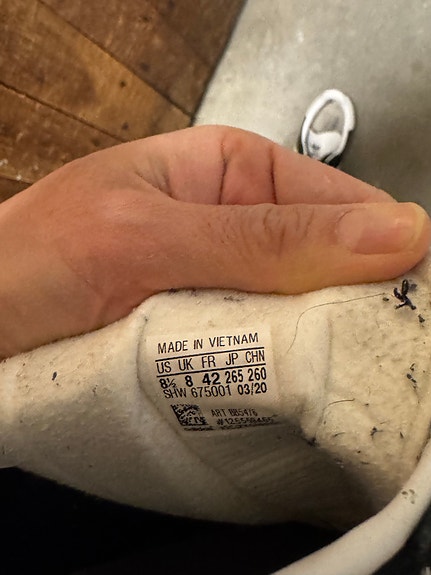 MADE IN VIETNAM
US UK FR JP CHN
8½ 8 42 265 260
SHW 675001 03/20
ART BB5476